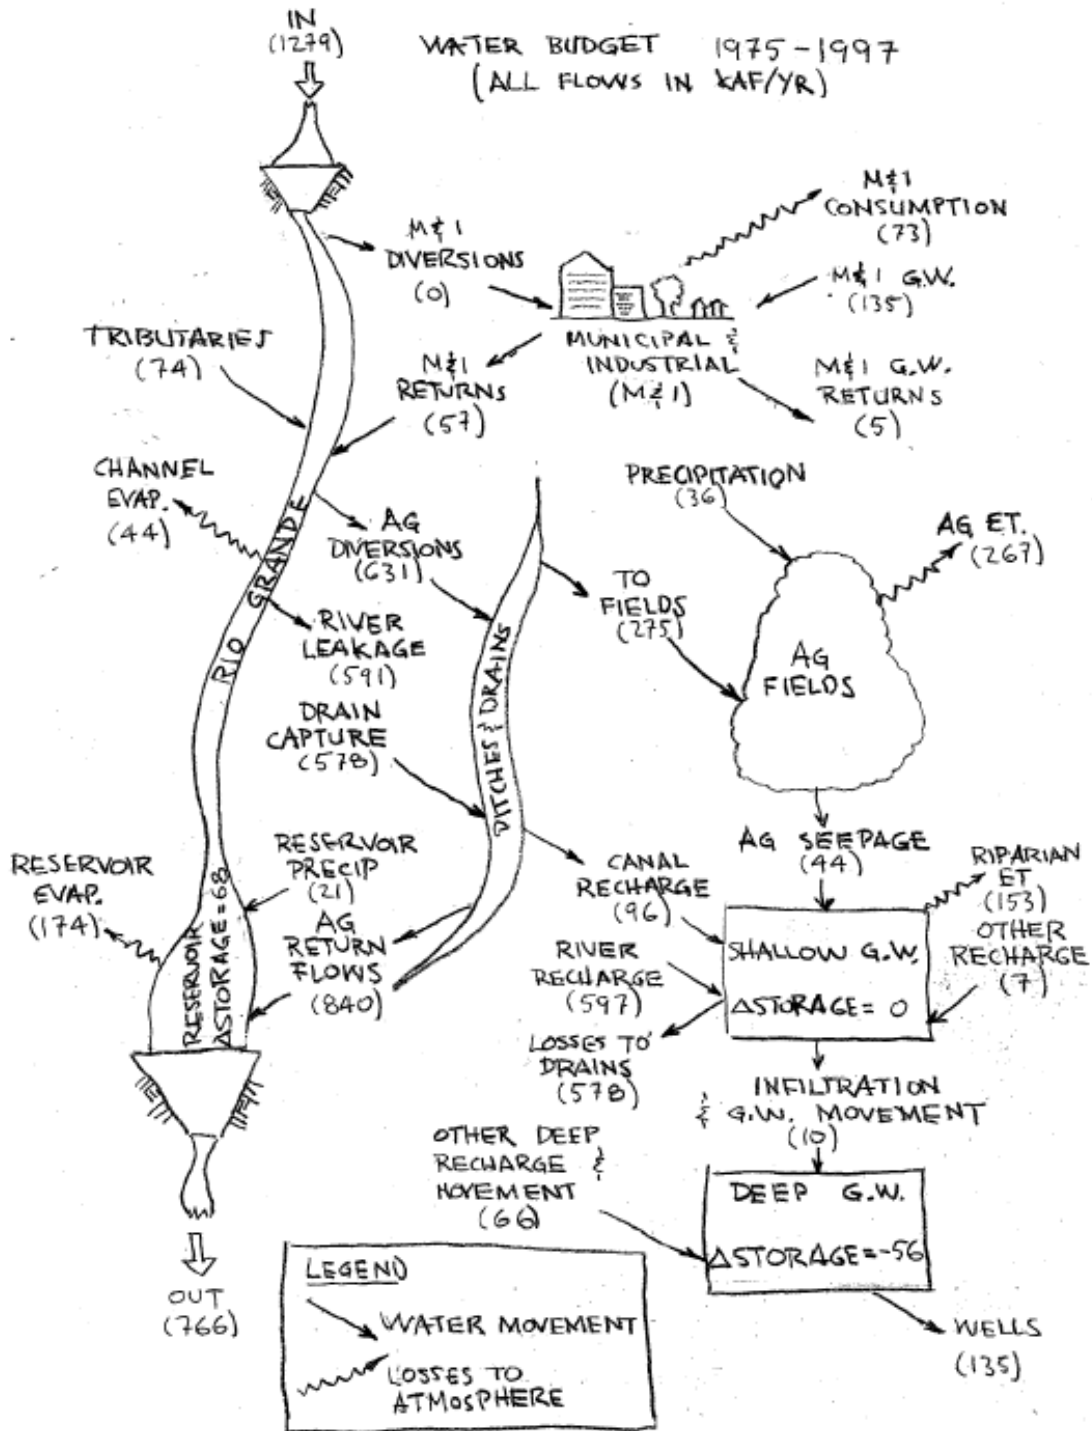 IN
(1279)
WATER BUDGET 1975-1997
(ALL FLOWS IN KAF/YR)
M&I
DIVERSIONS
(0)
M&I
CONSUMPTION
(73)
M&I G.W.
(135)
MUNICIPAL &
INDUSTRIAL
(M&I)
M&I G.W.
RETURNS
(5)
TRIBUTARIES
(74)
M&I
RETURNS
(57)
CHANNEL
EVAP.
(44)
RIO GRANDE
AG
DIVERSIONS
(631)
RIVER
LEAKAGE
(591)
DRAIN
CAPTURE
(578)
DITCHES & DRAINS
TO
FIELDS
(275)
PRECIPITATION
(36)
AG ET.
(267)
AG
FIELDS
AG SEEPAGE
(44)
RESERVOIR
EVAP.
(174)
RESERVOIR
ΔSTORAGE=68
RESERVOIR
PRECIP
(21)
AG
RETURN
FLOWS
(840)
CANAL
RECHARGE
(96)
RIVER
RECHARGE
(597)
LOSSES TO
DRAINS
(578)
SHALLOW G.W.
ΔSTORAGE= 0
RIPARIAN
ET
(153)
OTHER
RECHARGE
(7)
INFILTRATION
& G.W. MOVEMENT
(10)
OTHER DEEP
RECHARGE &
MOVEMENT
(66)
DEEP G.W.
ΔSTORAGE=-56
WELLS
(135)
OUT
(766)
LEGEND
WATER MOVEMENT
LOSSES TO
ATMOSPHERE